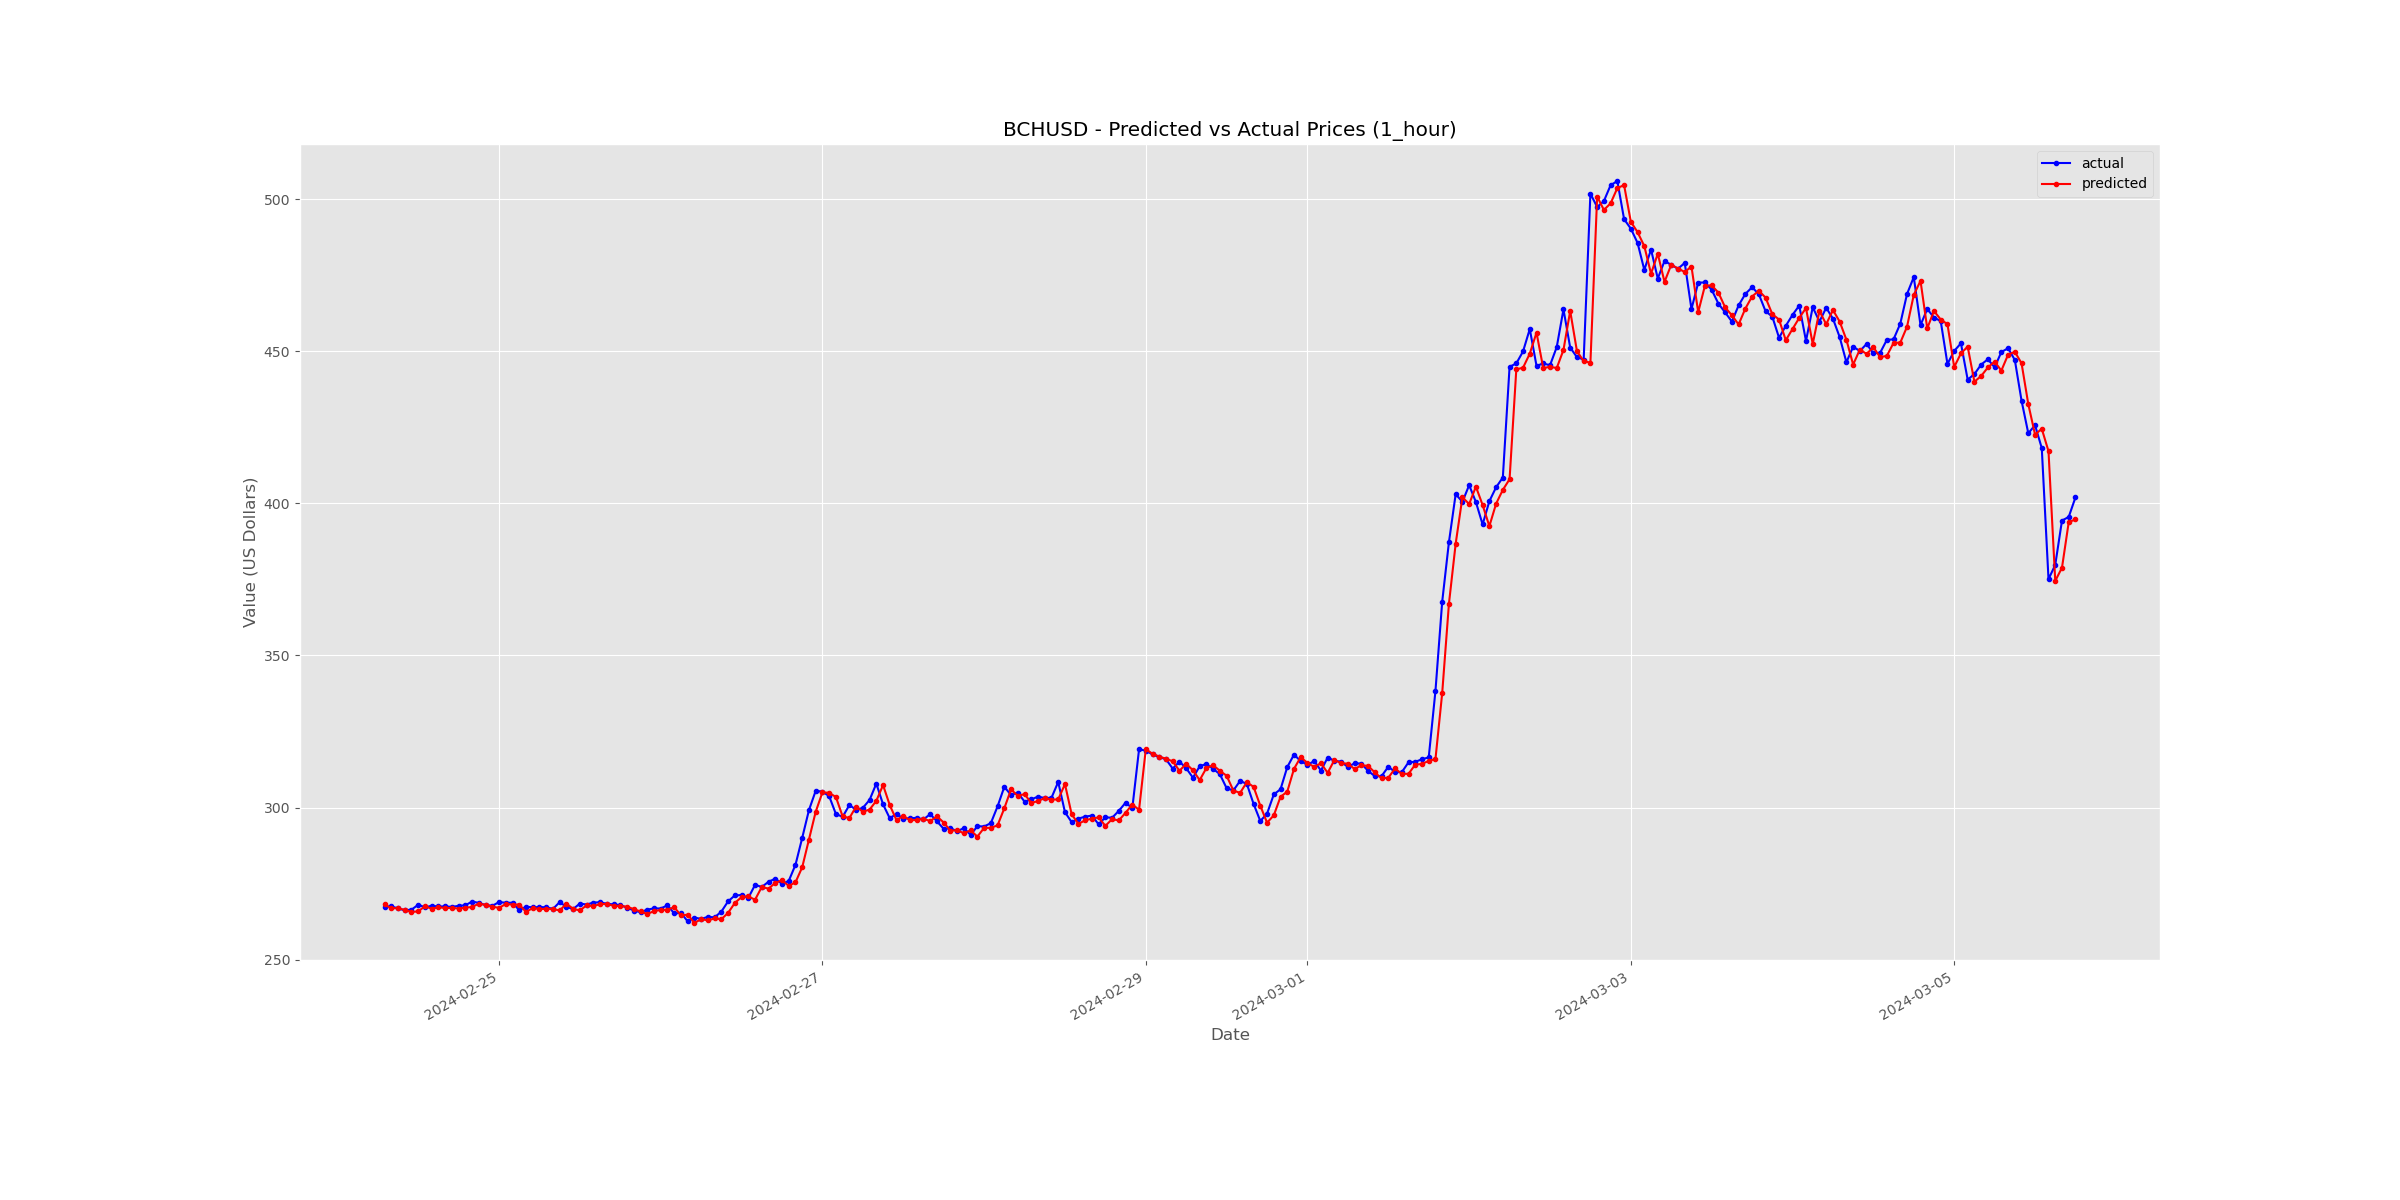 BCHUSD - Predicted vs Actual Prices (1_hour)
actual
predicted
500
450
400
350
300
250
Value (US Dollars)
2024-02-25
2024-02-27
2024-02-29
2024-03-01
2024-03-03
2024-03-05
Date